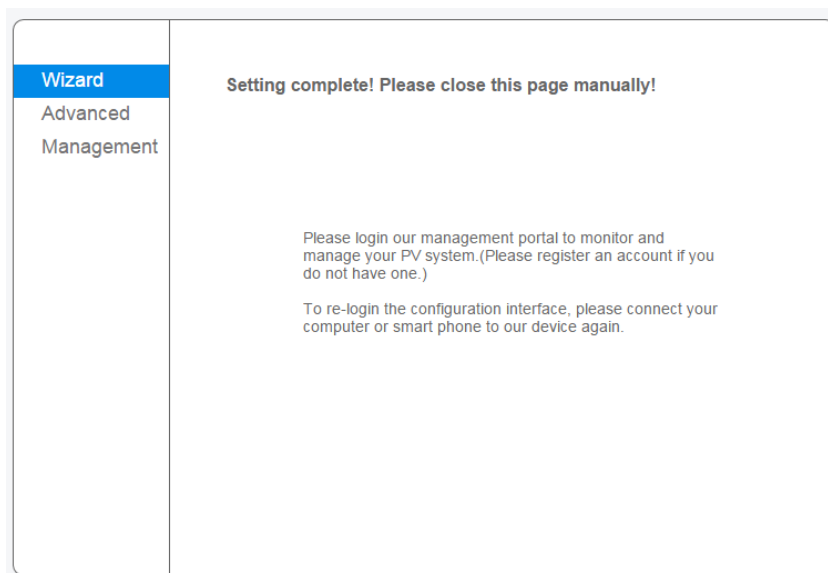 Wizard
Advanced
Management
Setting complete! Please close this page manually!
Please login our management portal to monitor and
manage your PV system.(Please register an account if you
do not have one.)
To re-login the configuration interface, please connect your
computer or smart phone to our device again.